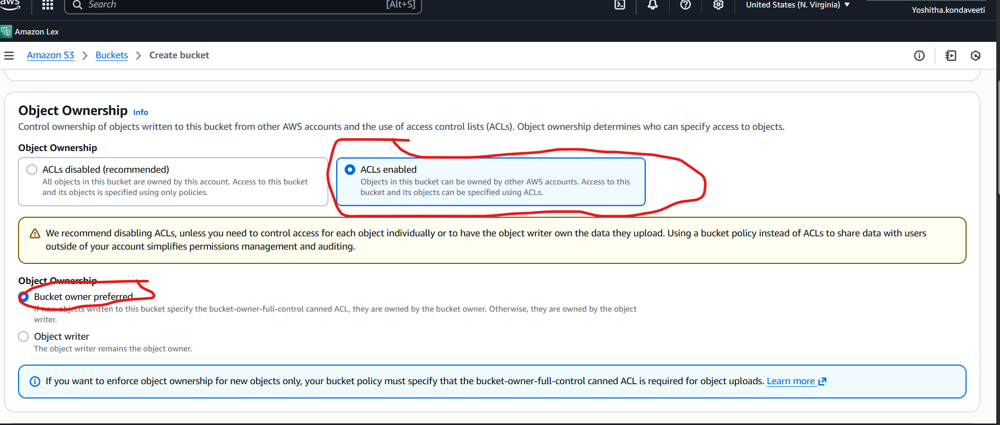 aws
Search
[Alt+S]
United States (N. Virginia) ▼
Yoshitha.kondaveeti
Amazon Lex
Amazon S3 > Buckets > Create bucket
Object Ownership Info
Control ownership of objects written to this bucket from other AWS accounts and the use of access control lists (ACLs). Object ownership determines who can specify access to objects.
Object Ownership
ACLs disabled (recommended)
All objects in this bucket are owned by this account. Access to this bucket
and its objects is specified using only policies.
ACLs enabled
Objects in this bucket can be owned by other AWS accounts. Access to this
bucket and its objects can be specified using ACLs.
We recommend disabling ACLs, unless you need to control access for each object individually or to have the object writer own the data they upload. Using a bucket policy instead of ACLs to share data with users
outside of your account simplifies permissions management and auditing.
Object Ownership
Bucket owner preferred
If new objects written to this bucket specify the bucket-owner-full-control canned ACL, they are owned by the bucket owner. Otherwise, they are owned by the object
writer.
Object writer
The object writer remains the object owner.
If you want to enforce object ownership for new objects only, your bucket policy must specify that the bucket-owner-full-control canned ACL is required for object uploads. Learn more